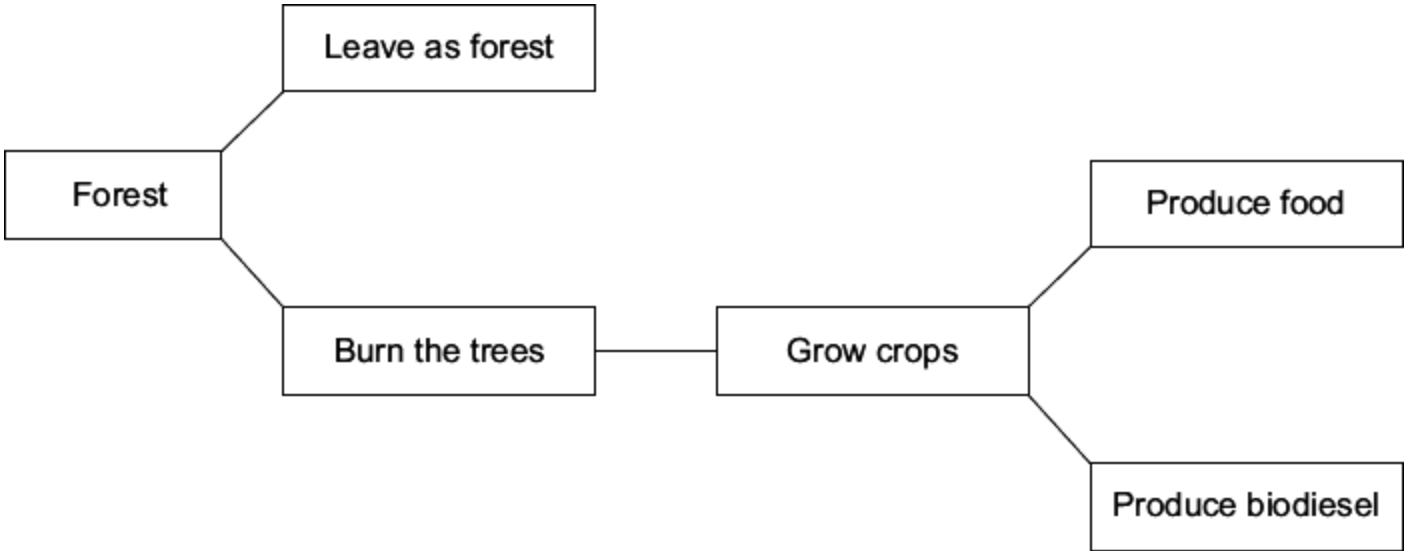 Leave as forest
Forest
Produce food
Burn the trees
Grow crops
Produce biodiesel